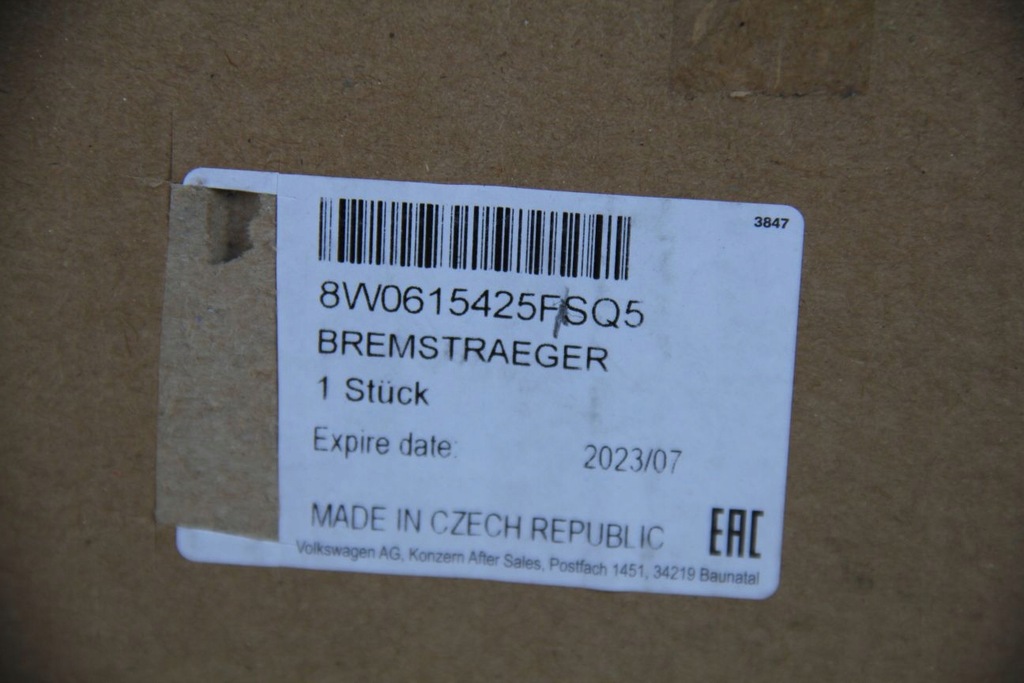 3847
8W0615425FSQ5
BREMSTRAEGER
1 Stück
Expire date: 2023/07
MADE IN CZECH REPUBLIC
EAC
Volkswagen AG, Konzern After Sales, Postfach 1451, 34219 Baunatal